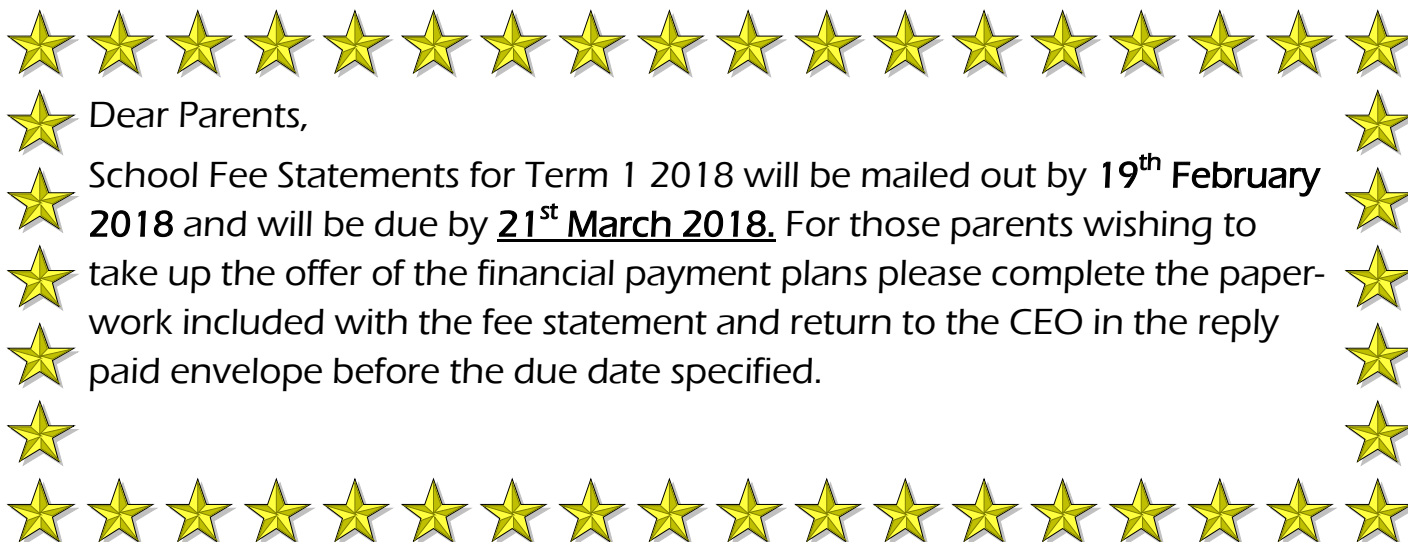 Dear Parents,
School Fee Statements for Term 1 2018 will be mailed out by 19th February
2018 and will be due by 21st March 2018. For those parents wishing to
take up the offer of the financial payment plans please complete the paper-
work included with the fee statement and return to the CEO in the reply
paid envelope before the due date specified.